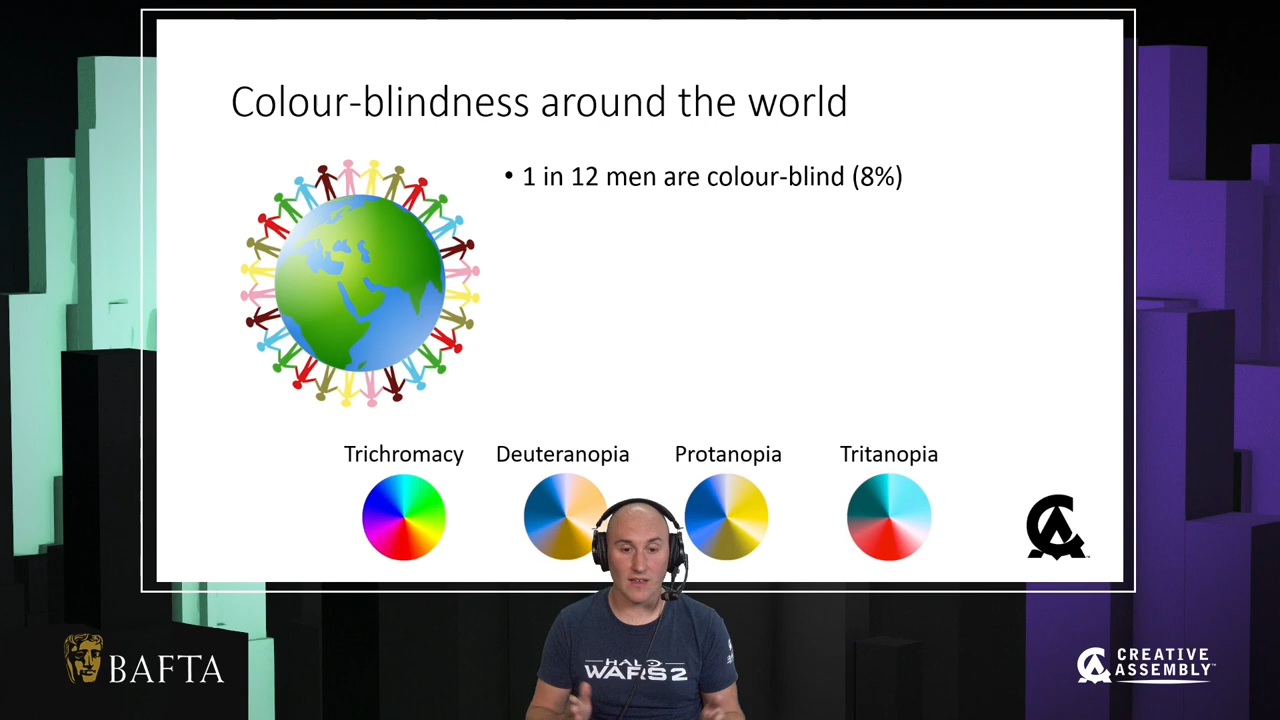 Colour-blindness around the world
• 1 in 12 men are colour-blind (8%)
Trichromacy
Deuteranopia
Protanopia
Tritanopia
HALO
WARS 2
BAFTA
CREATIVE
ASSEMBLY™